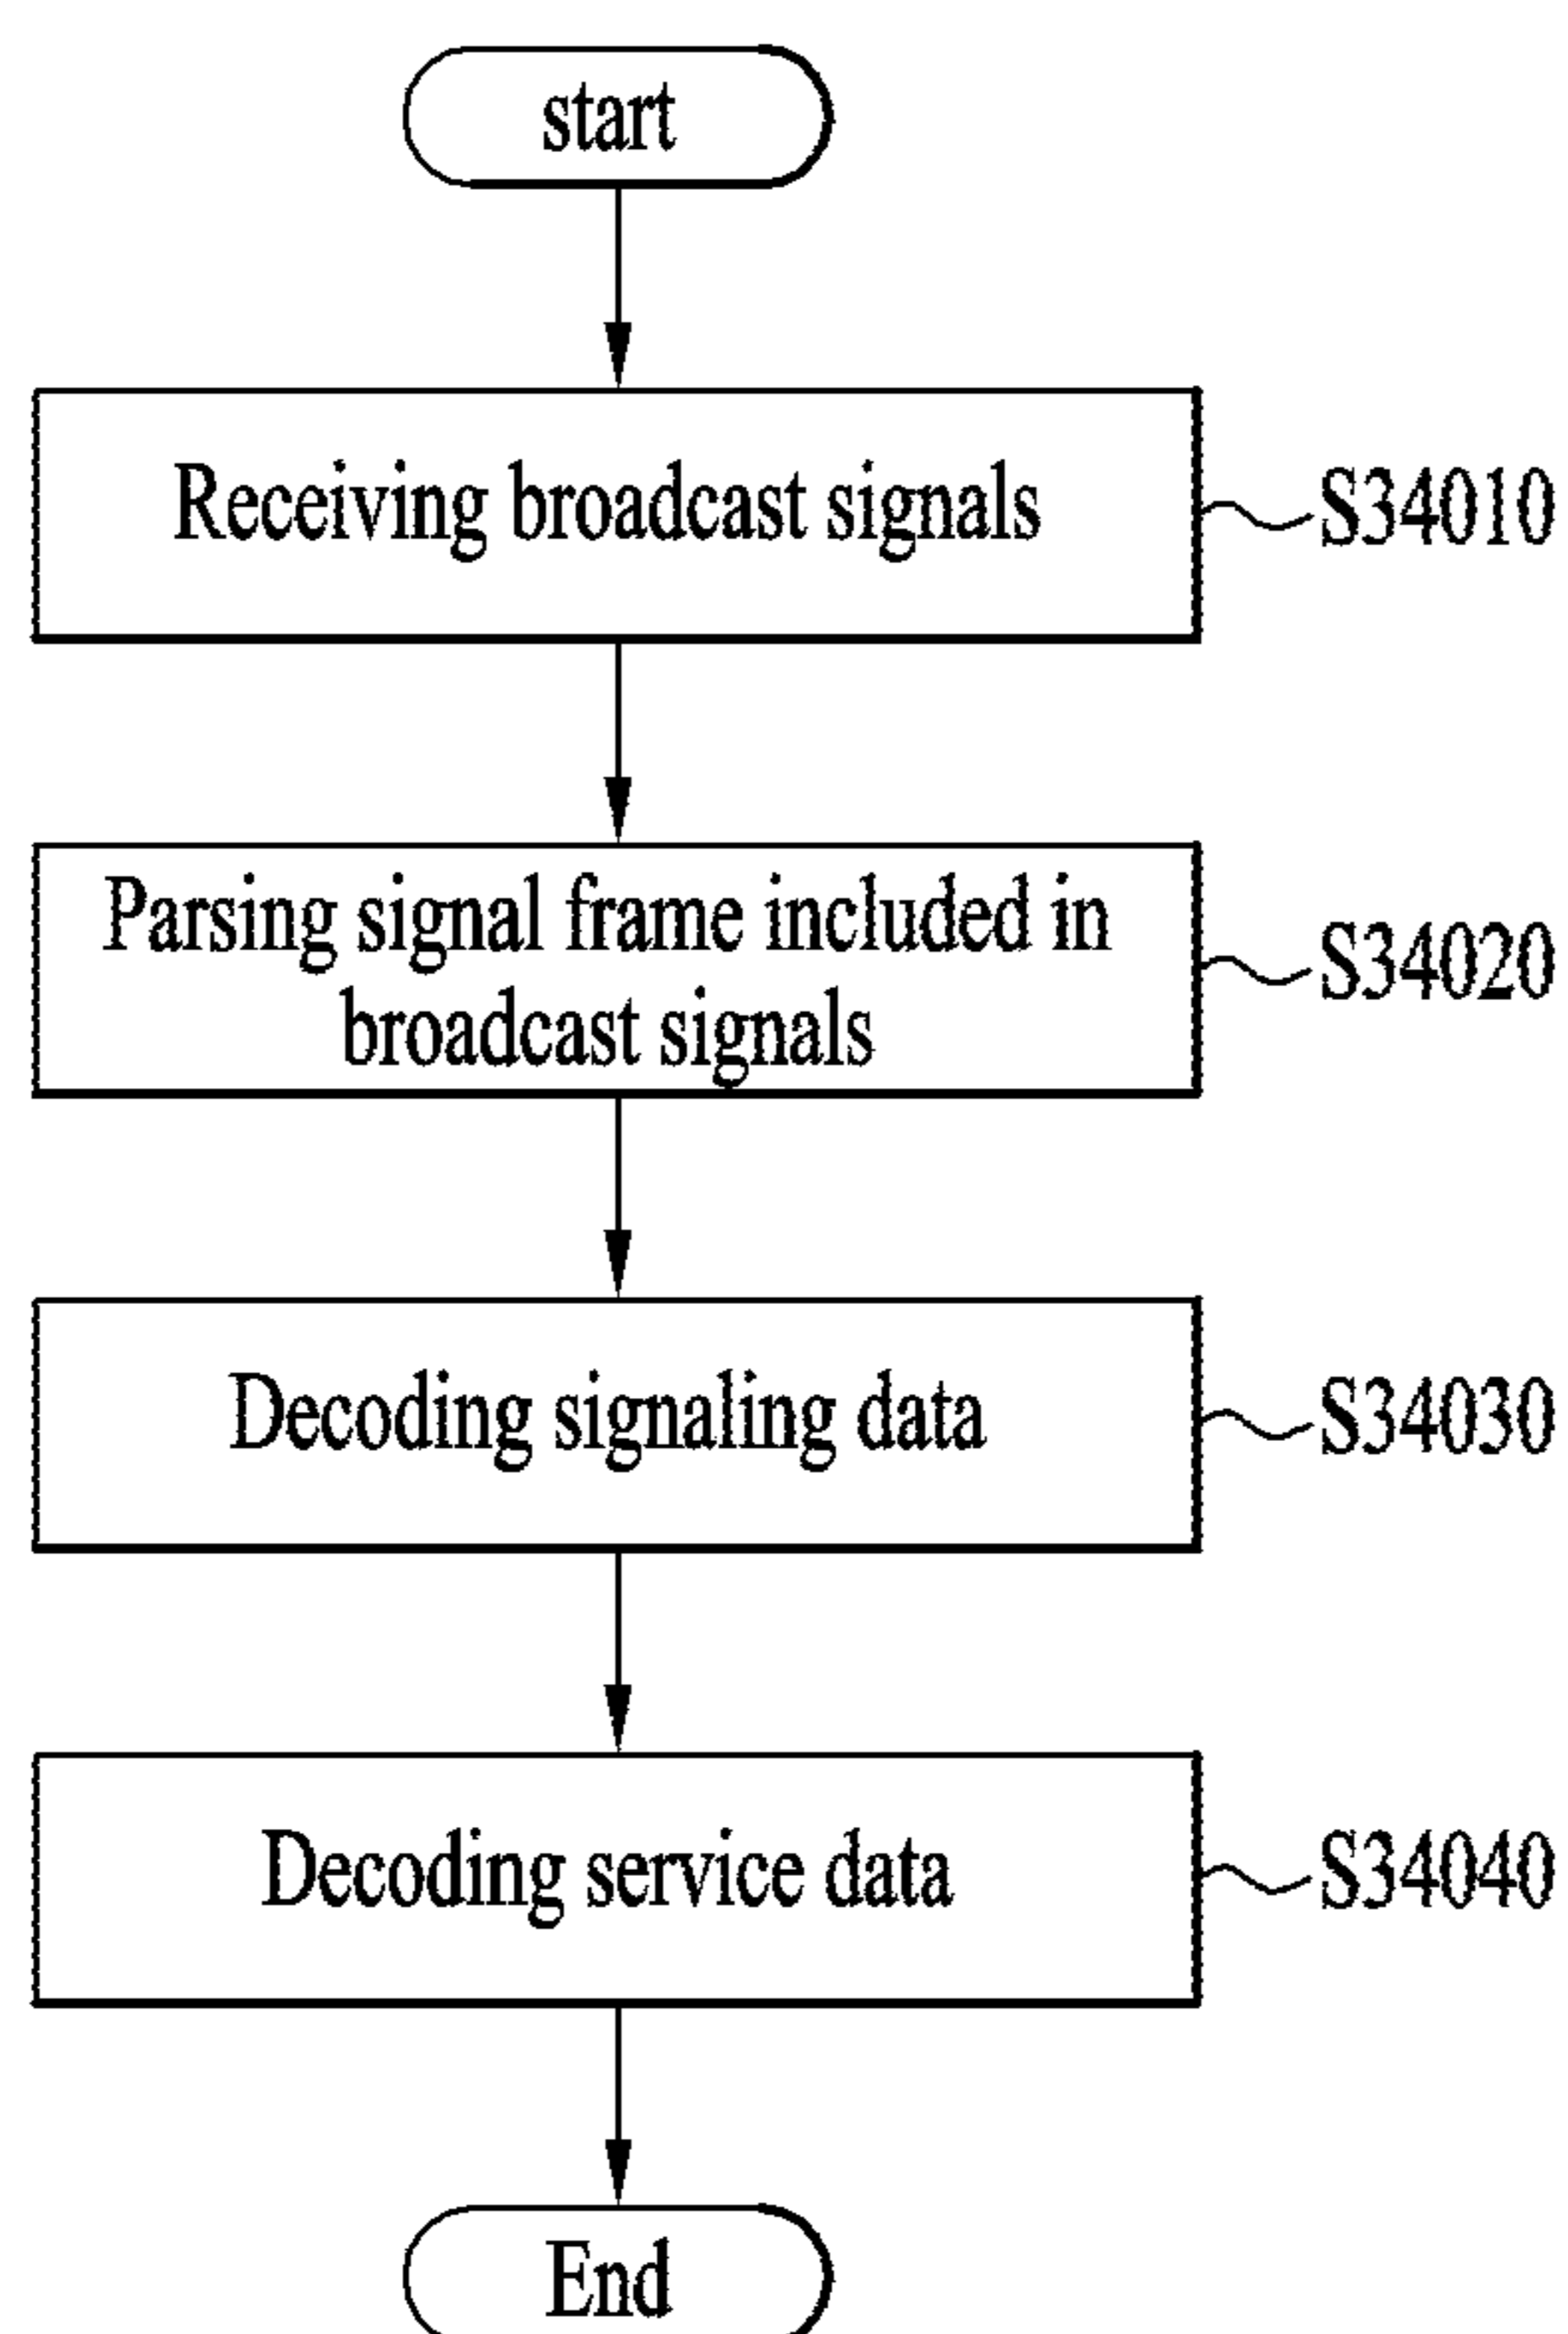 start
Receiving broadcast signals
S34010
Parsing signal frame included in
broadcast signals
S34020
Decoding signaling data
S34030
Decoding service data
S34040
End